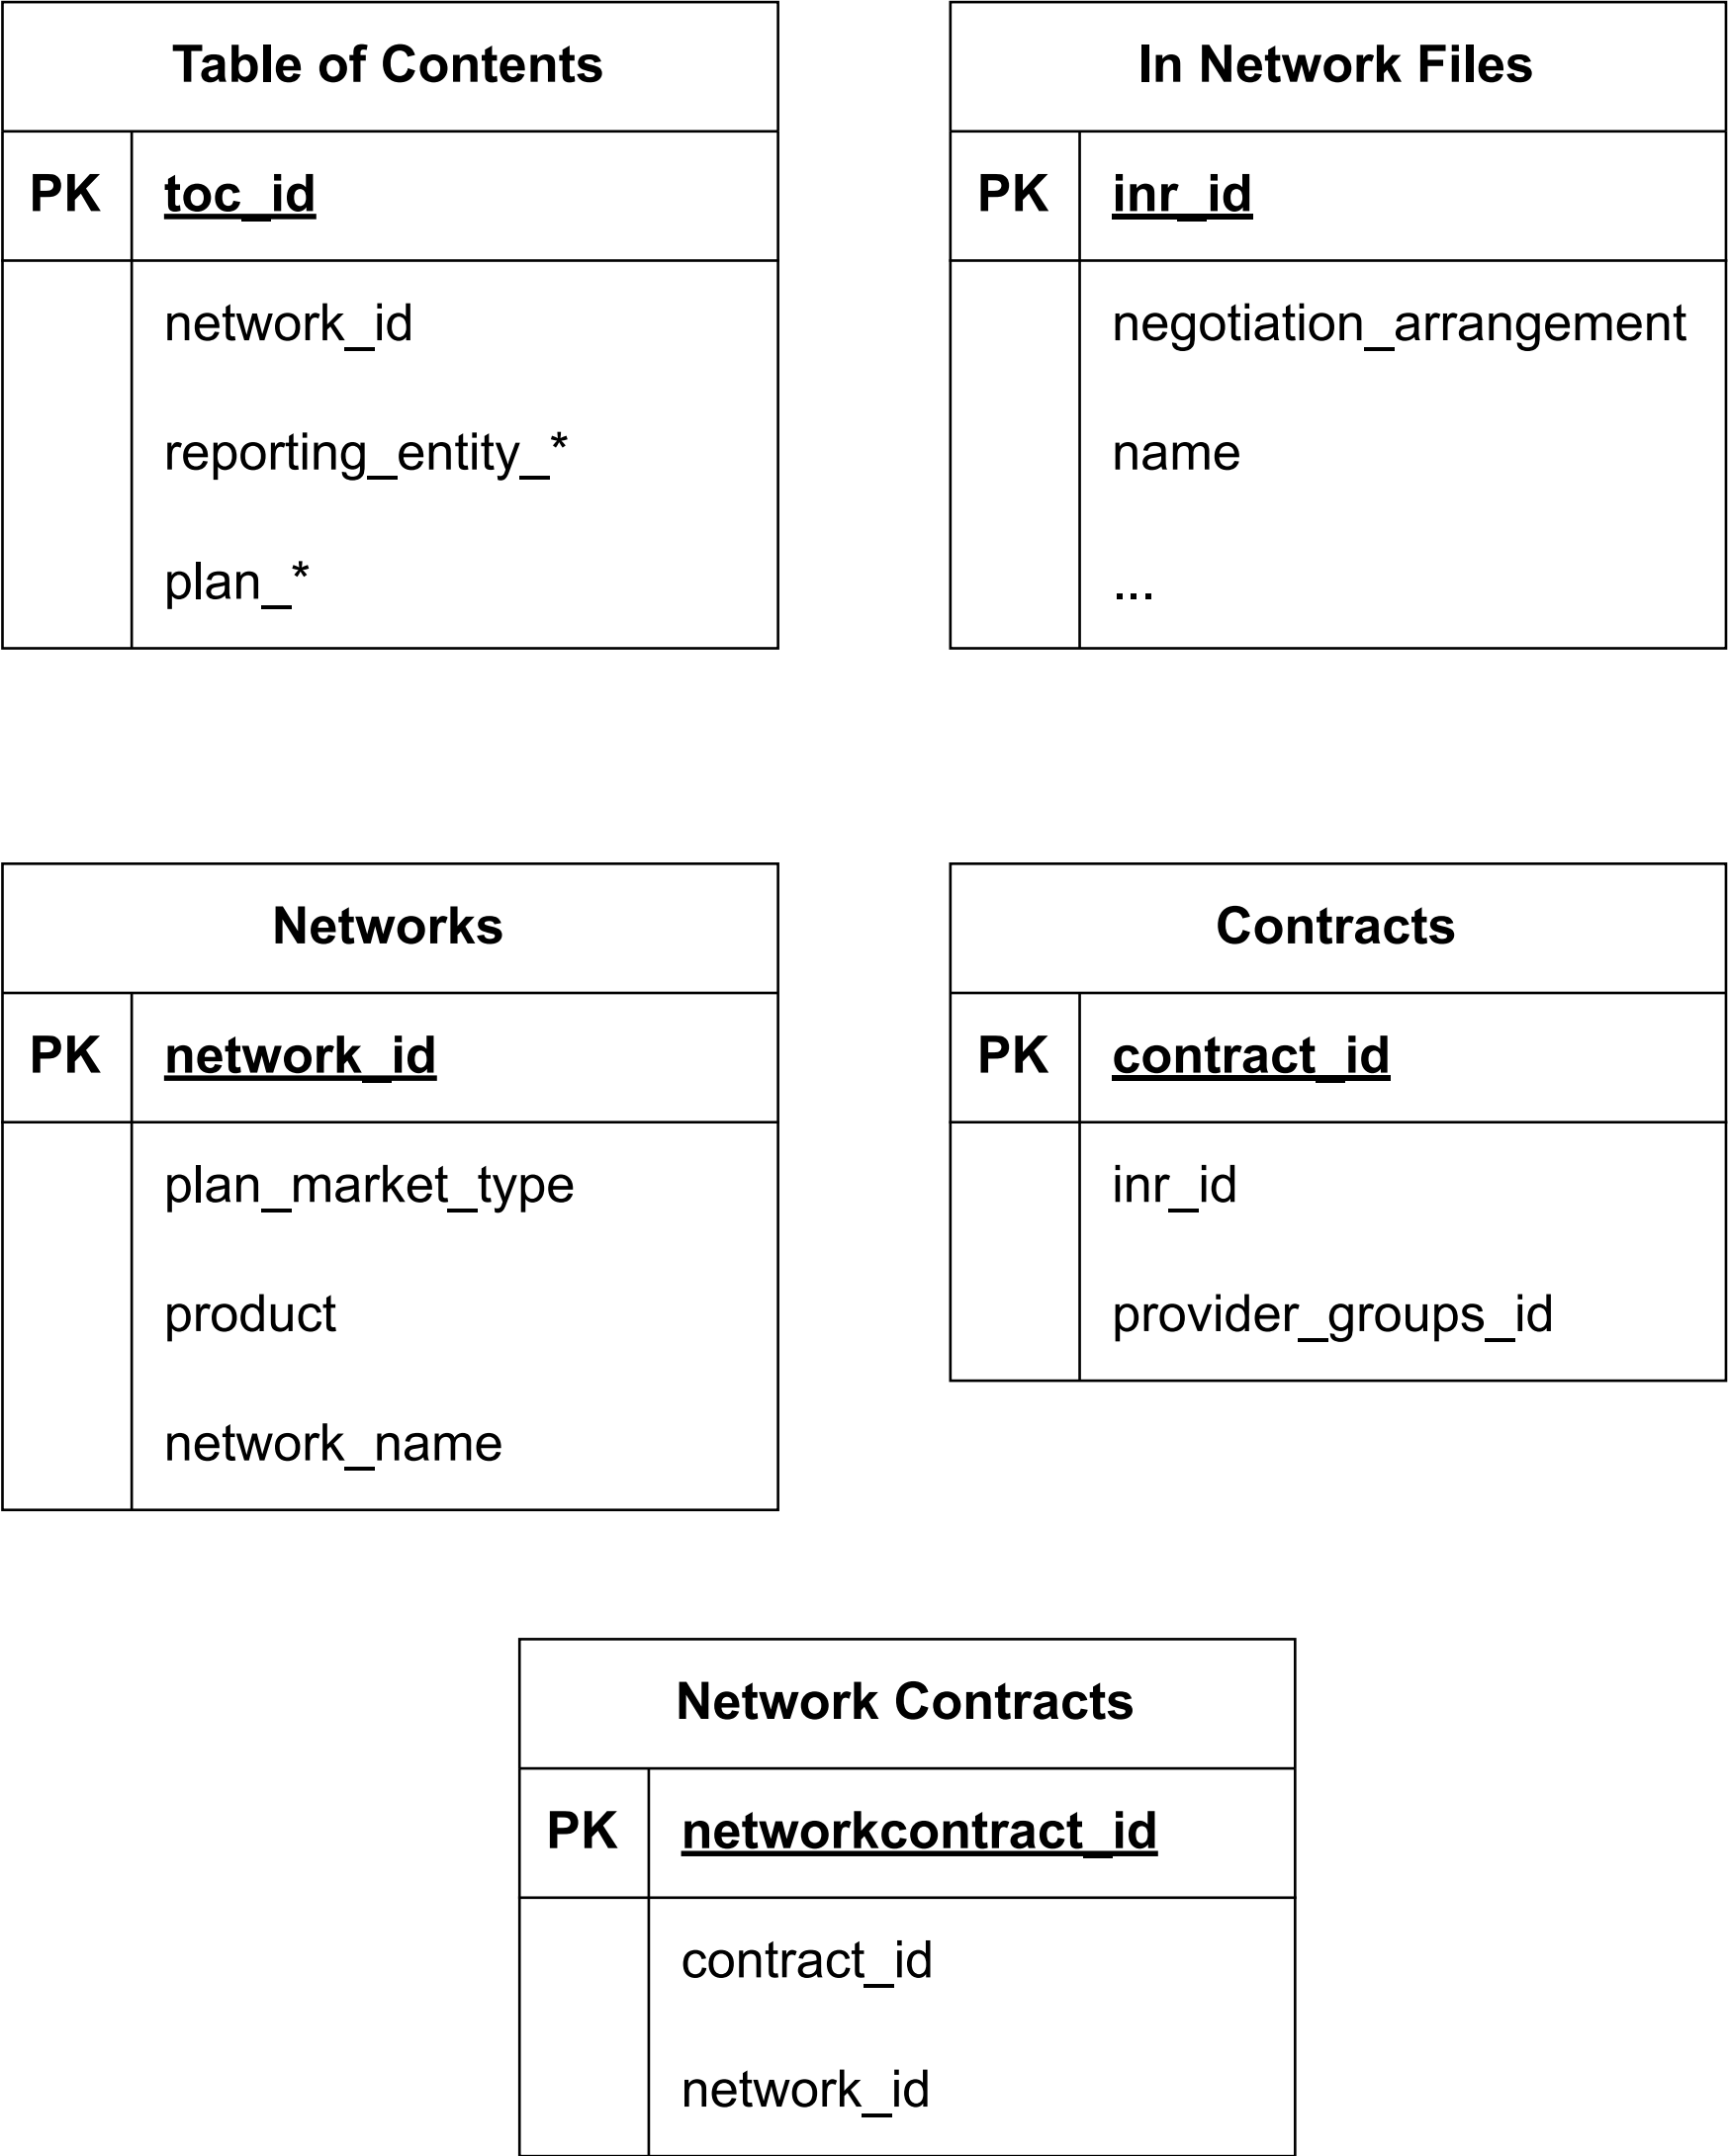 Table of Contents
PK toc_id
network_id
reporting_entity_*
plan_*
In Network Files
PK inr_id
negotiation_arrangement
name
...
Networks
PK network_id
plan_market_type
product
network_name
Contracts
PK contract_id
inr_id
provider_groups_id
Network Contracts
PK networkcontract_id
contract_id
network_id